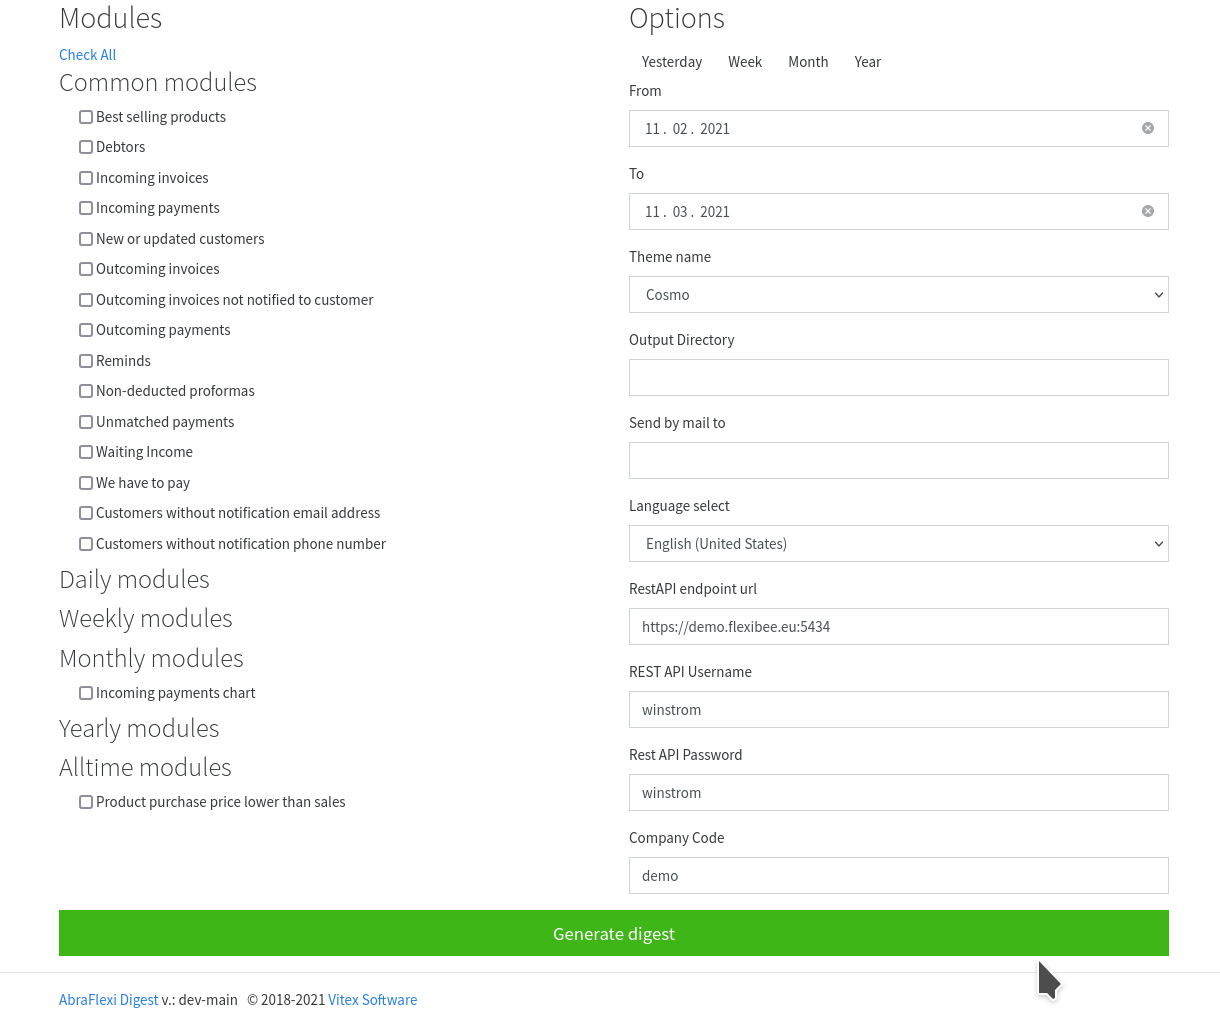 Modules
Check All
Common modules
Best selling products
Debtors
Incoming invoices
Incoming payments
New or updated customers
Outcoming invoices
Outcoming invoices not notified to customer
Outcoming payments
Reminds
Non-deducted proformas
Unmatched payments
Waiting Income
We have to pay
Customers without notification email address
Customers without notification phone number
Daily modules
Weekly modules
Monthly modules
Incoming payments chart
Yearly modules
Alltime modules
Product purchase price lower than sales
Options
Yesterday Week Month Year
From
11 . 02 . 2021
To
11 . 03 . 2021
Theme name
Cosmo
Output Directory
Send by mail to
Language select
English (United States)
RestAPI endpoint url
https://demo.flexibee.eu:5434
REST API Username
winstrom
Rest API Password
winstrom
Company Code
demo
Generate digest
AbraFlexi Digest v.: dev-main © 2018-2021 Vitex Software